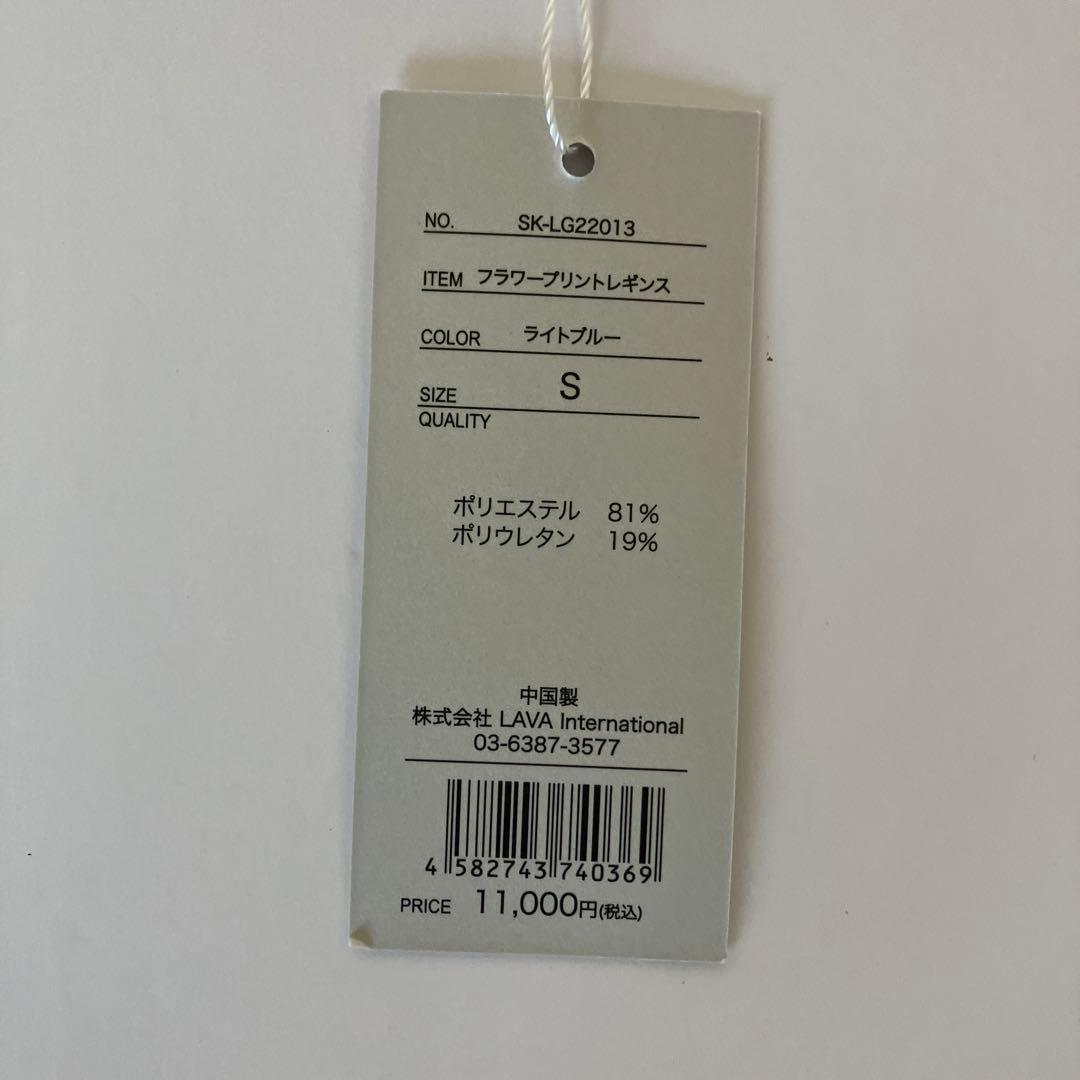 NO. SK-LG22013
ITEM フラワープリントレギンス
COLOR ライトブルー
SIZE S
QUALITY
ポリエステル 81%
ポリウレタン 19%
中国製
株式会社 LAVA International
03-6387-3577
4 582743 740369
PRICE 11,000円(税込)